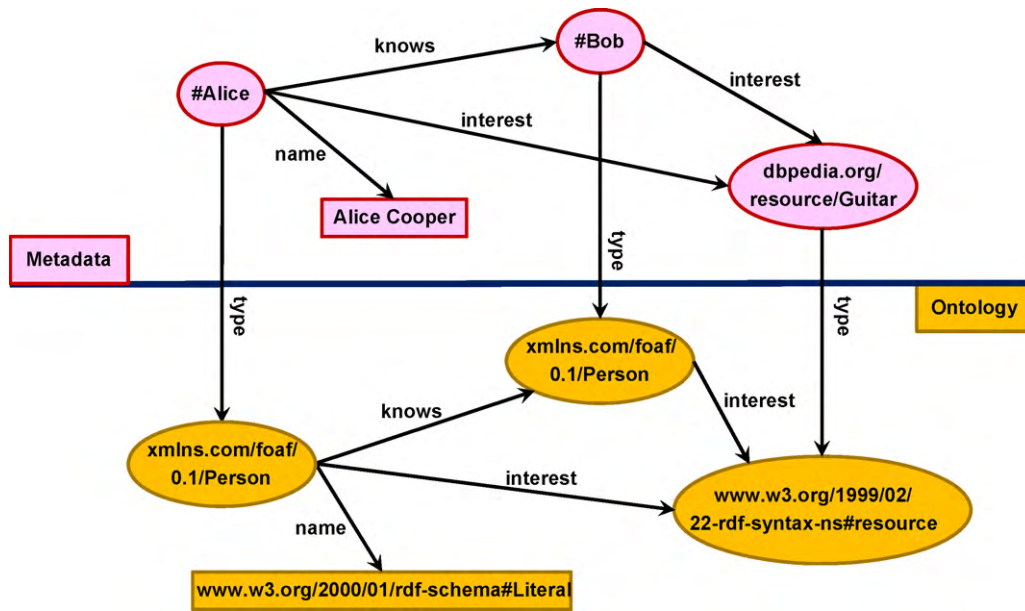 #Bob
knows
#Alice
interest
interest
name
dbpedia.org/
resource/Guitar
Alice Cooper
Metadata
type
type
type
Ontology
xmlns.com/foaf/
0.1/Person
knows
interest
xmlns.com/foaf/
0.1/Person
interest
www.w3.org/1999/02/
22-rdf-syntax-ns#resource
name
www.w3.org/2000/01/rdf-schema#Literal